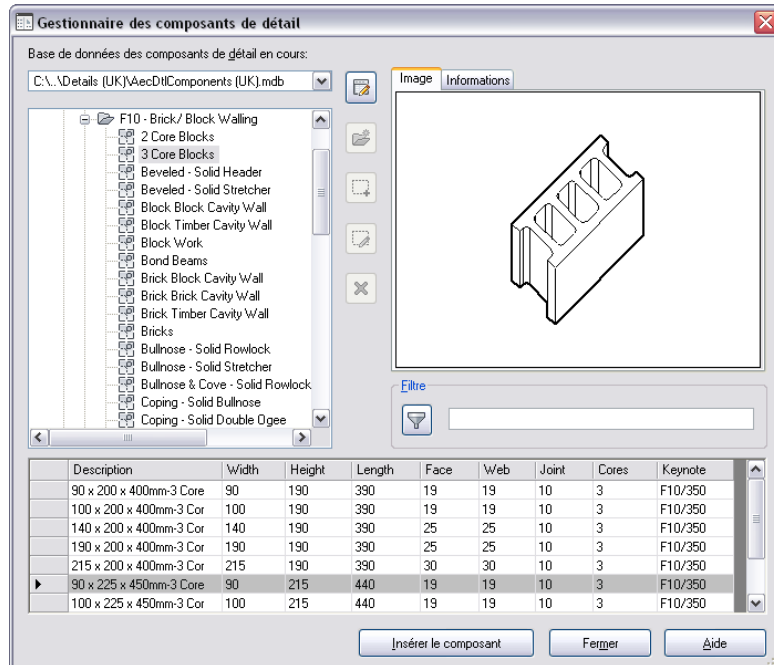 Gestionnaire des composants de détail
Base de données des composants de détail en cours:
C:\..\Details (UK)\AecDtlComponents (UK).mdb
F10 - Brick/ Block Walling
2 Core Blocks
3 Core Blocks
Beveled - Solid Header
Beveled - Solid Stretcher
Block Block Cavity Wall
Block Timber Cavity Wall
Block Work
Bond Beams
Brick Block Cavity Wall
Brick Brick Cavity Wall
Brick Timber Cavity Wall
Bricks
Bullnose - Solid Rowlock
Bullnose - Solid Stretcher
Bullnose & Cove - Solid Rowlock
Coping - Solid Bullnose
Coping - Solid Double Ogee
Image Informations
Filtre
Description Width Height Length Face Web Joint Cores Keynote
90 x 200 x 400mm-3 Core 90 190 390 19 19 10 3 F10/350
100 x 200 x 400mm-3 Cor 100 190 390 19 19 10 3 F10/350
140 x 200 x 400mm-3 Cor 140 190 390 25 25 10 3 F10/350
190 x 200 x 400mm-3 Cor 190 190 390 25 25 10 3 F10/350
215 x 200 x 400mm-3 Cor 215 190 390 30 30 10 3 F10/350
90 x 225 x 450mm-3 Core 90 215 440 19 19 10 3 F10/350
100 x 225 x 450mm-3 Cor 100 215 440 19 19 10 3 F10/350
Insérer le composant Fermer Aide